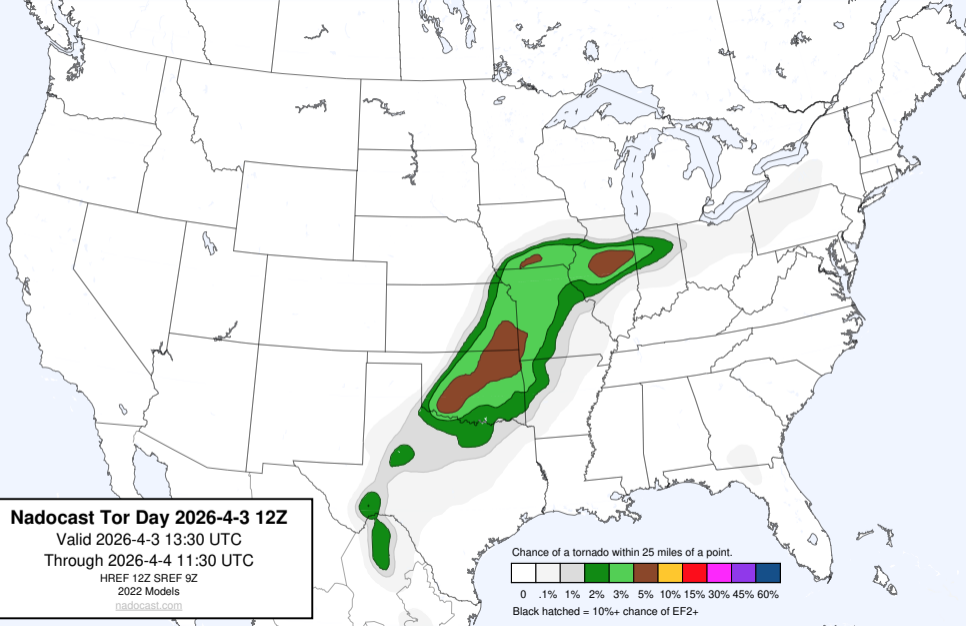 Nadocast Tor Day 2026-4-3 12Z
Valid 2026-4-3 13:30 UTC
Through 2026-4-4 11:30 UTC
HREF 12Z SREF 9Z
2022 Models
nadocast.com
Chance of a tornado within 25 miles of a point.
0 .1% 1% 2% 3% 5% 10% 15% 30% 45% 60%
Black hatched = 10%+ chance of EF2+